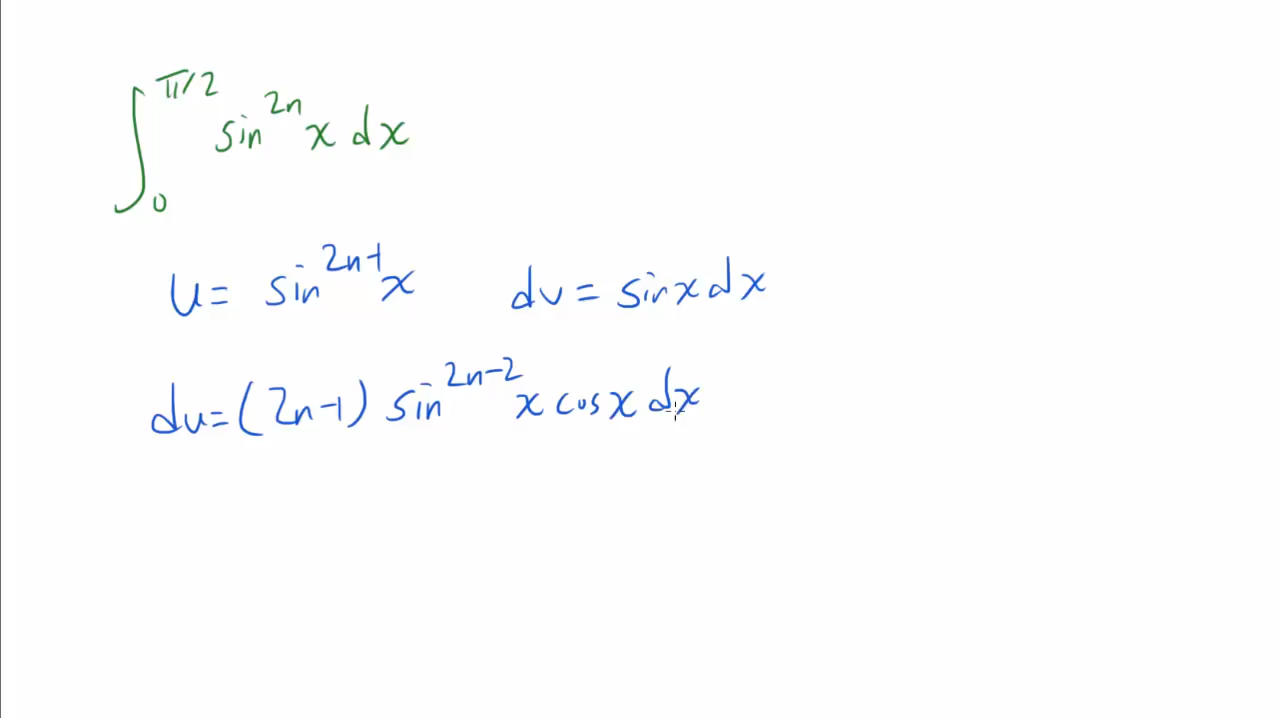 ∫₀^{π/2} sin^{2n} x dx
u = sin^{2n-1} x dv = sin x dx
du = (2n-1) sin^{2n-2} x cos x dx